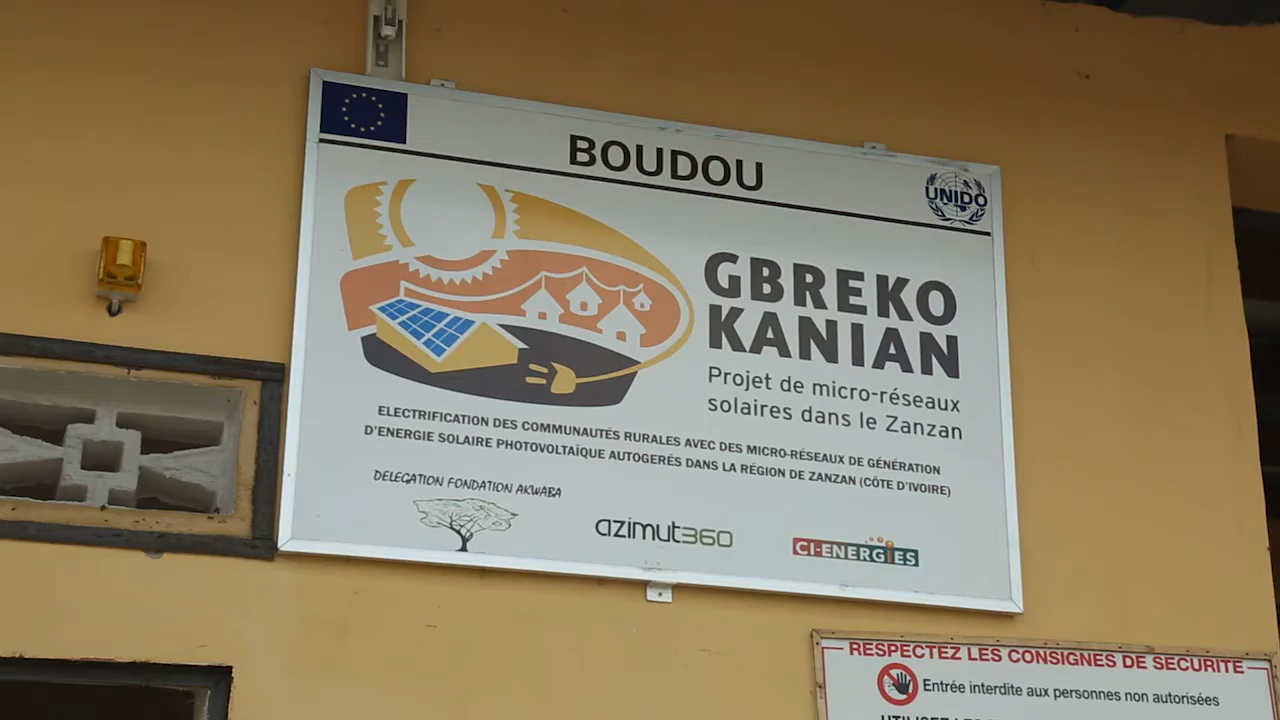 BOUDOU
UNIDO
GBREKO
KANIAN
Projet de micro-réseaux
solaires dans le Zanzan
ELECTRIFICATION DES COMMUNAUTÉS RURALES AVEC DES MICRO-RÉSEAUX DE GÉNÉRATION
D'ENERGIE SOLAIRE PHOTOVOLTAÏQUE AUTOGERÉS DANS LA RÉGION DE ZANZAN (CÔTE D'IVOIRE)
DELEGATION FONDATION AKWABA
azimut360
CI-ENERGIES
RESPECTEZ LES CONSIGNES DE SECURITE
Entrée interdite aux personnes non autorisées